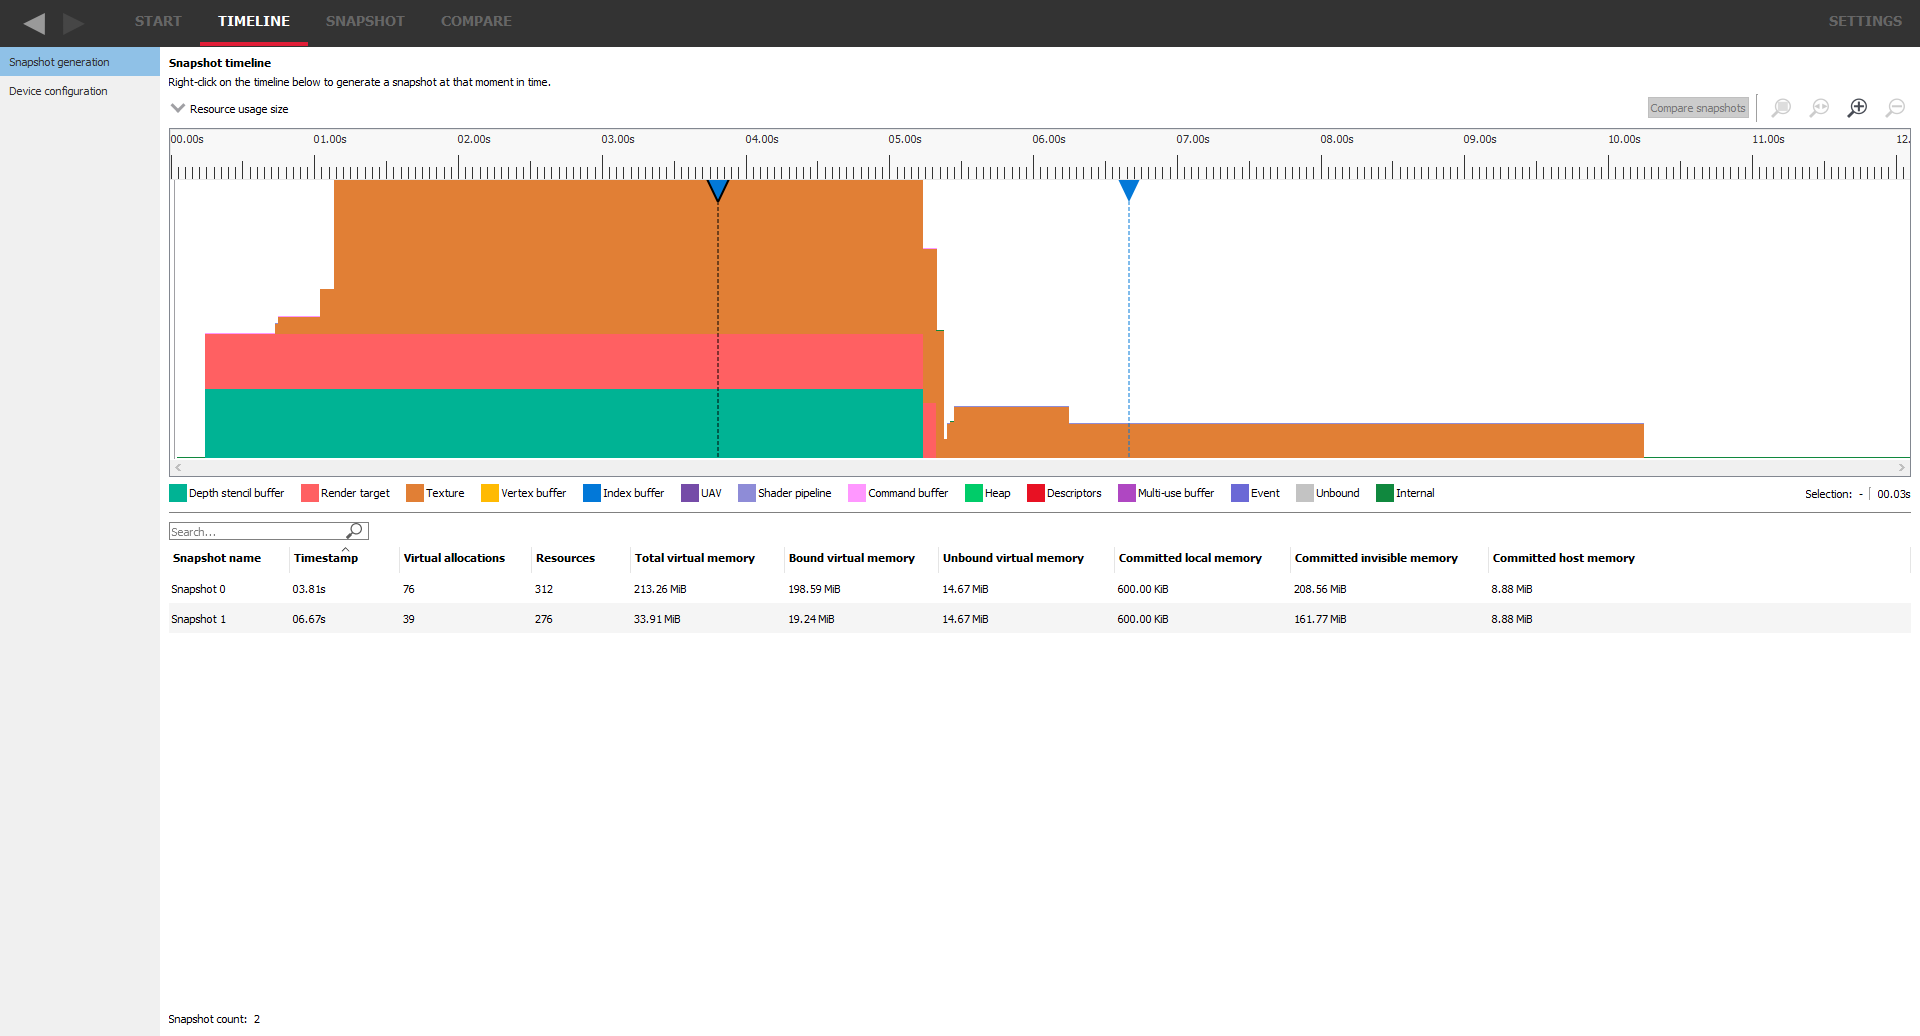 START TIMELINE SNAPSHOT COMPARE SETTINGS
Snapshot generation
Device configuration
Snapshot timeline
Right-click on the timeline below to generate a snapshot at that moment in time.
Resource usage size
Compare snapshots
00.00s 01.00s 02.00s 03.00s 04.00s 05.00s 06.00s 07.00s 08.00s 09.00s 10.00s 11.00s 12.
Depth stencil buffer Render target Texture Vertex buffer Index buffer UAV Shader pipeline Command buffer Heap Descriptors Multi-use buffer Event Unbound Internal
Selection: - 00.03s
Search...
Snapshot name Timestamp Virtual allocations Resources Total virtual memory Bound virtual memory Unbound virtual memory Committed local memory Committed invisible memory Committed host memory
Snapshot 0 03.81s 76 312 213.26 MiB 198.59 MiB 14.67 MiB 600.00 KiB 208.56 MiB 8.88 MiB
Snapshot 1 06.67s 39 276 33.91 MiB 19.24 MiB 14.67 MiB 600.00 KiB 161.77 MiB 8.88 MiB
Snapshot count: 2